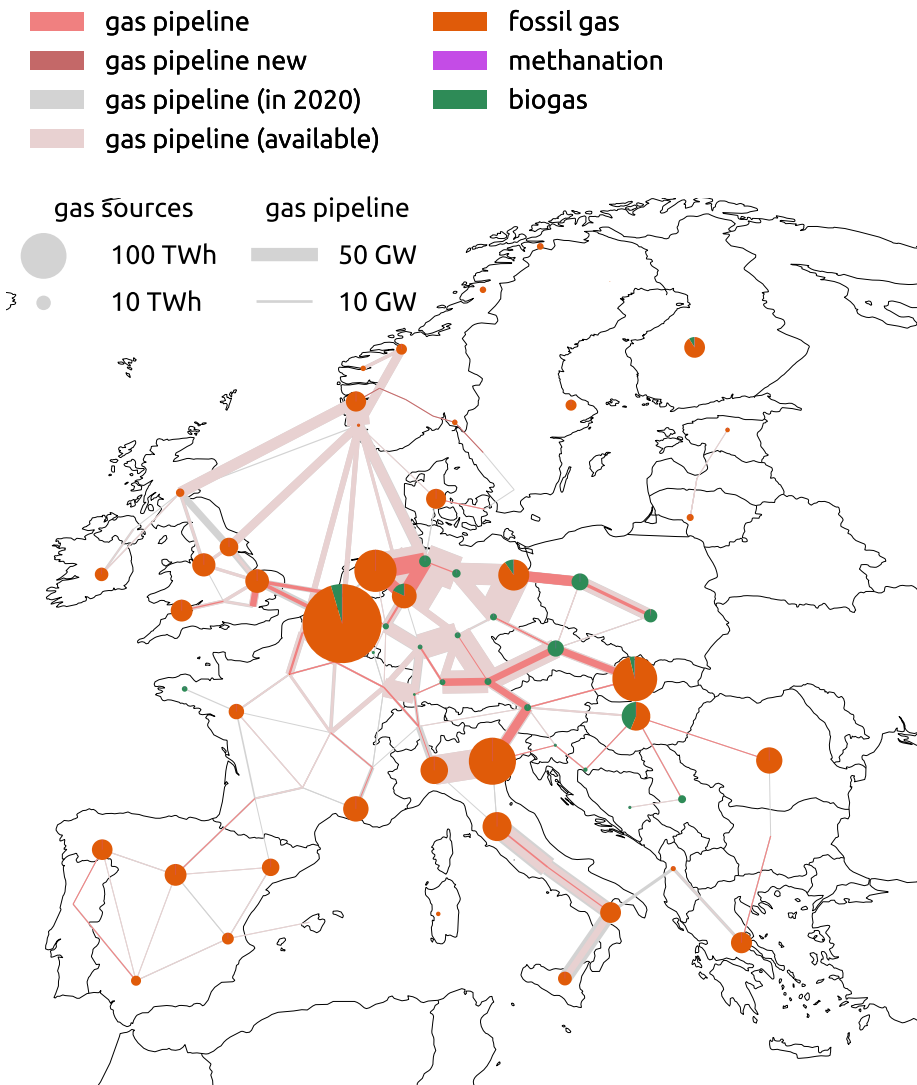 gas pipeline
gas pipeline new
gas pipeline (in 2020)
gas pipeline (available)
fossil gas
methanation
biogas
gas sources
100 TWh
10 TWh
gas pipeline
50 GW
10 GW